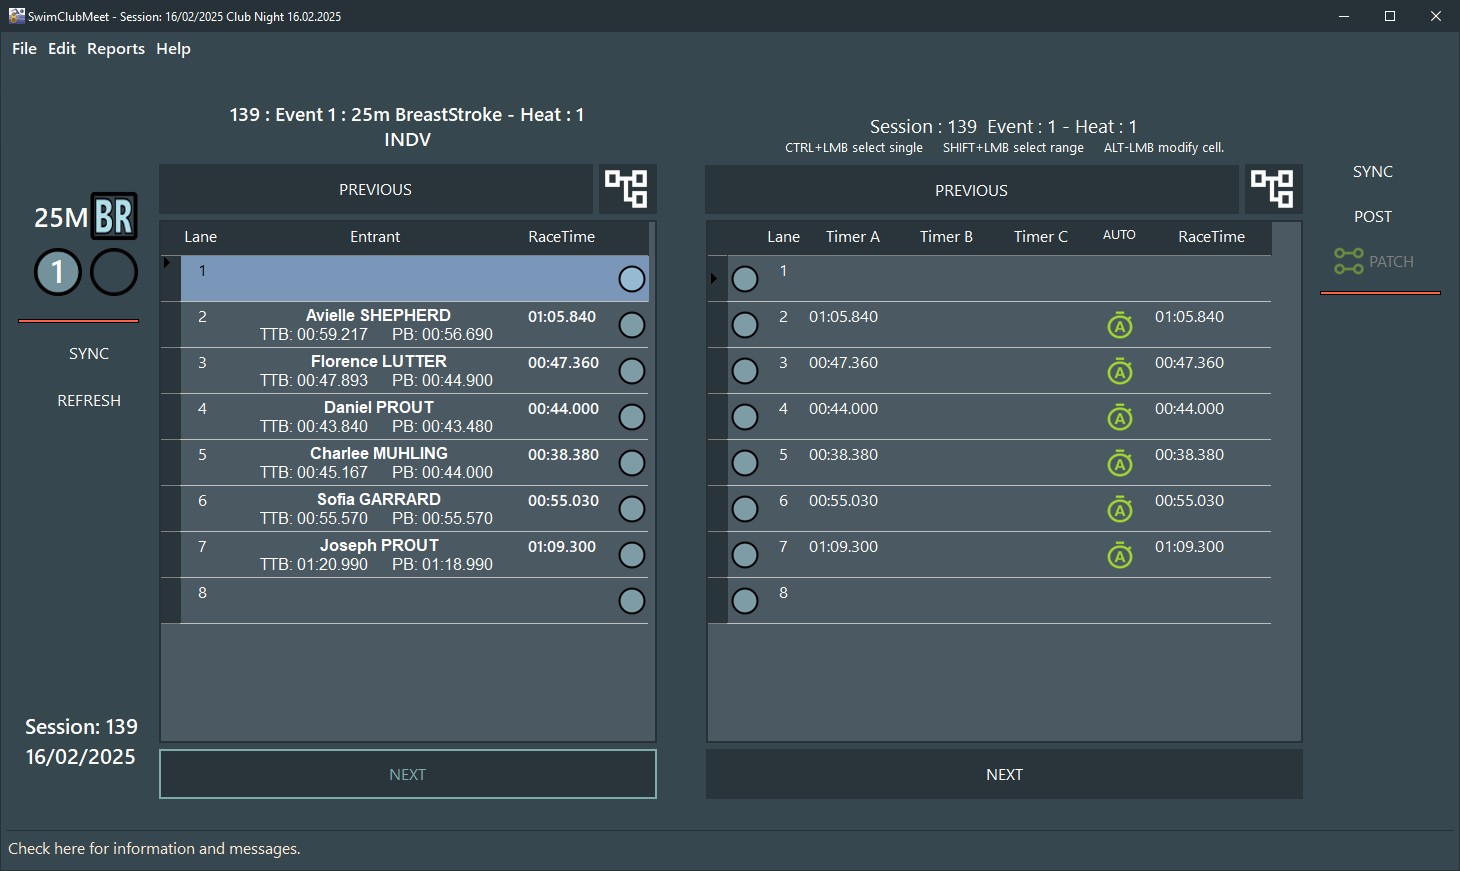 SwimClubMeet - Session: 16/02/2025 Club Night 16.02.2025
File Edit Reports Help
139 : Event 1 : 25m BreastStroke - Heat : 1
INDV
25M BR
1
SYNC
REFRESH
Session: 139
16/02/2025
PREVIOUS
Lane Entrant RaceTime
1
2 Avielle SHEPHERD 01:05.840
TTB: 00:59.217 PB: 00:56.690
3 Florence LUTTER 00:47.360
TTB: 00:47.893 PB: 00:44.900
4 Daniel PROUT 00:44.000
TTB: 00:43.840 PB: 00:43.480
5 Charlee MUHLING 00:38.380
TTB: 00:45.167 PB: 00:44.000
6 Sofia GARRARD 00:55.030
TTB: 00:55.570 PB: 00:55.570
7 Joseph PROUT 01:09.300
TTB: 01:20.990 PB: 01:18.990
8
NEXT
Session : 139 Event : 1 - Heat : 1
CTRL+LMB select single SHIFT+LMB select range ALT-LMB modify cell.
PREVIOUS
Lane Timer A Timer B Timer C AUTO RaceTime
1
2 01:05.840 A 01:05.840
3 00:47.360 A 00:47.360
4 00:44.000 A 00:44.000
5 00:38.380 A 00:38.380
6 00:55.030 A 00:55.030
7 01:09.300 A 01:09.300
8
NEXT
SYNC
POST
PATCH
Check here for information and messages.